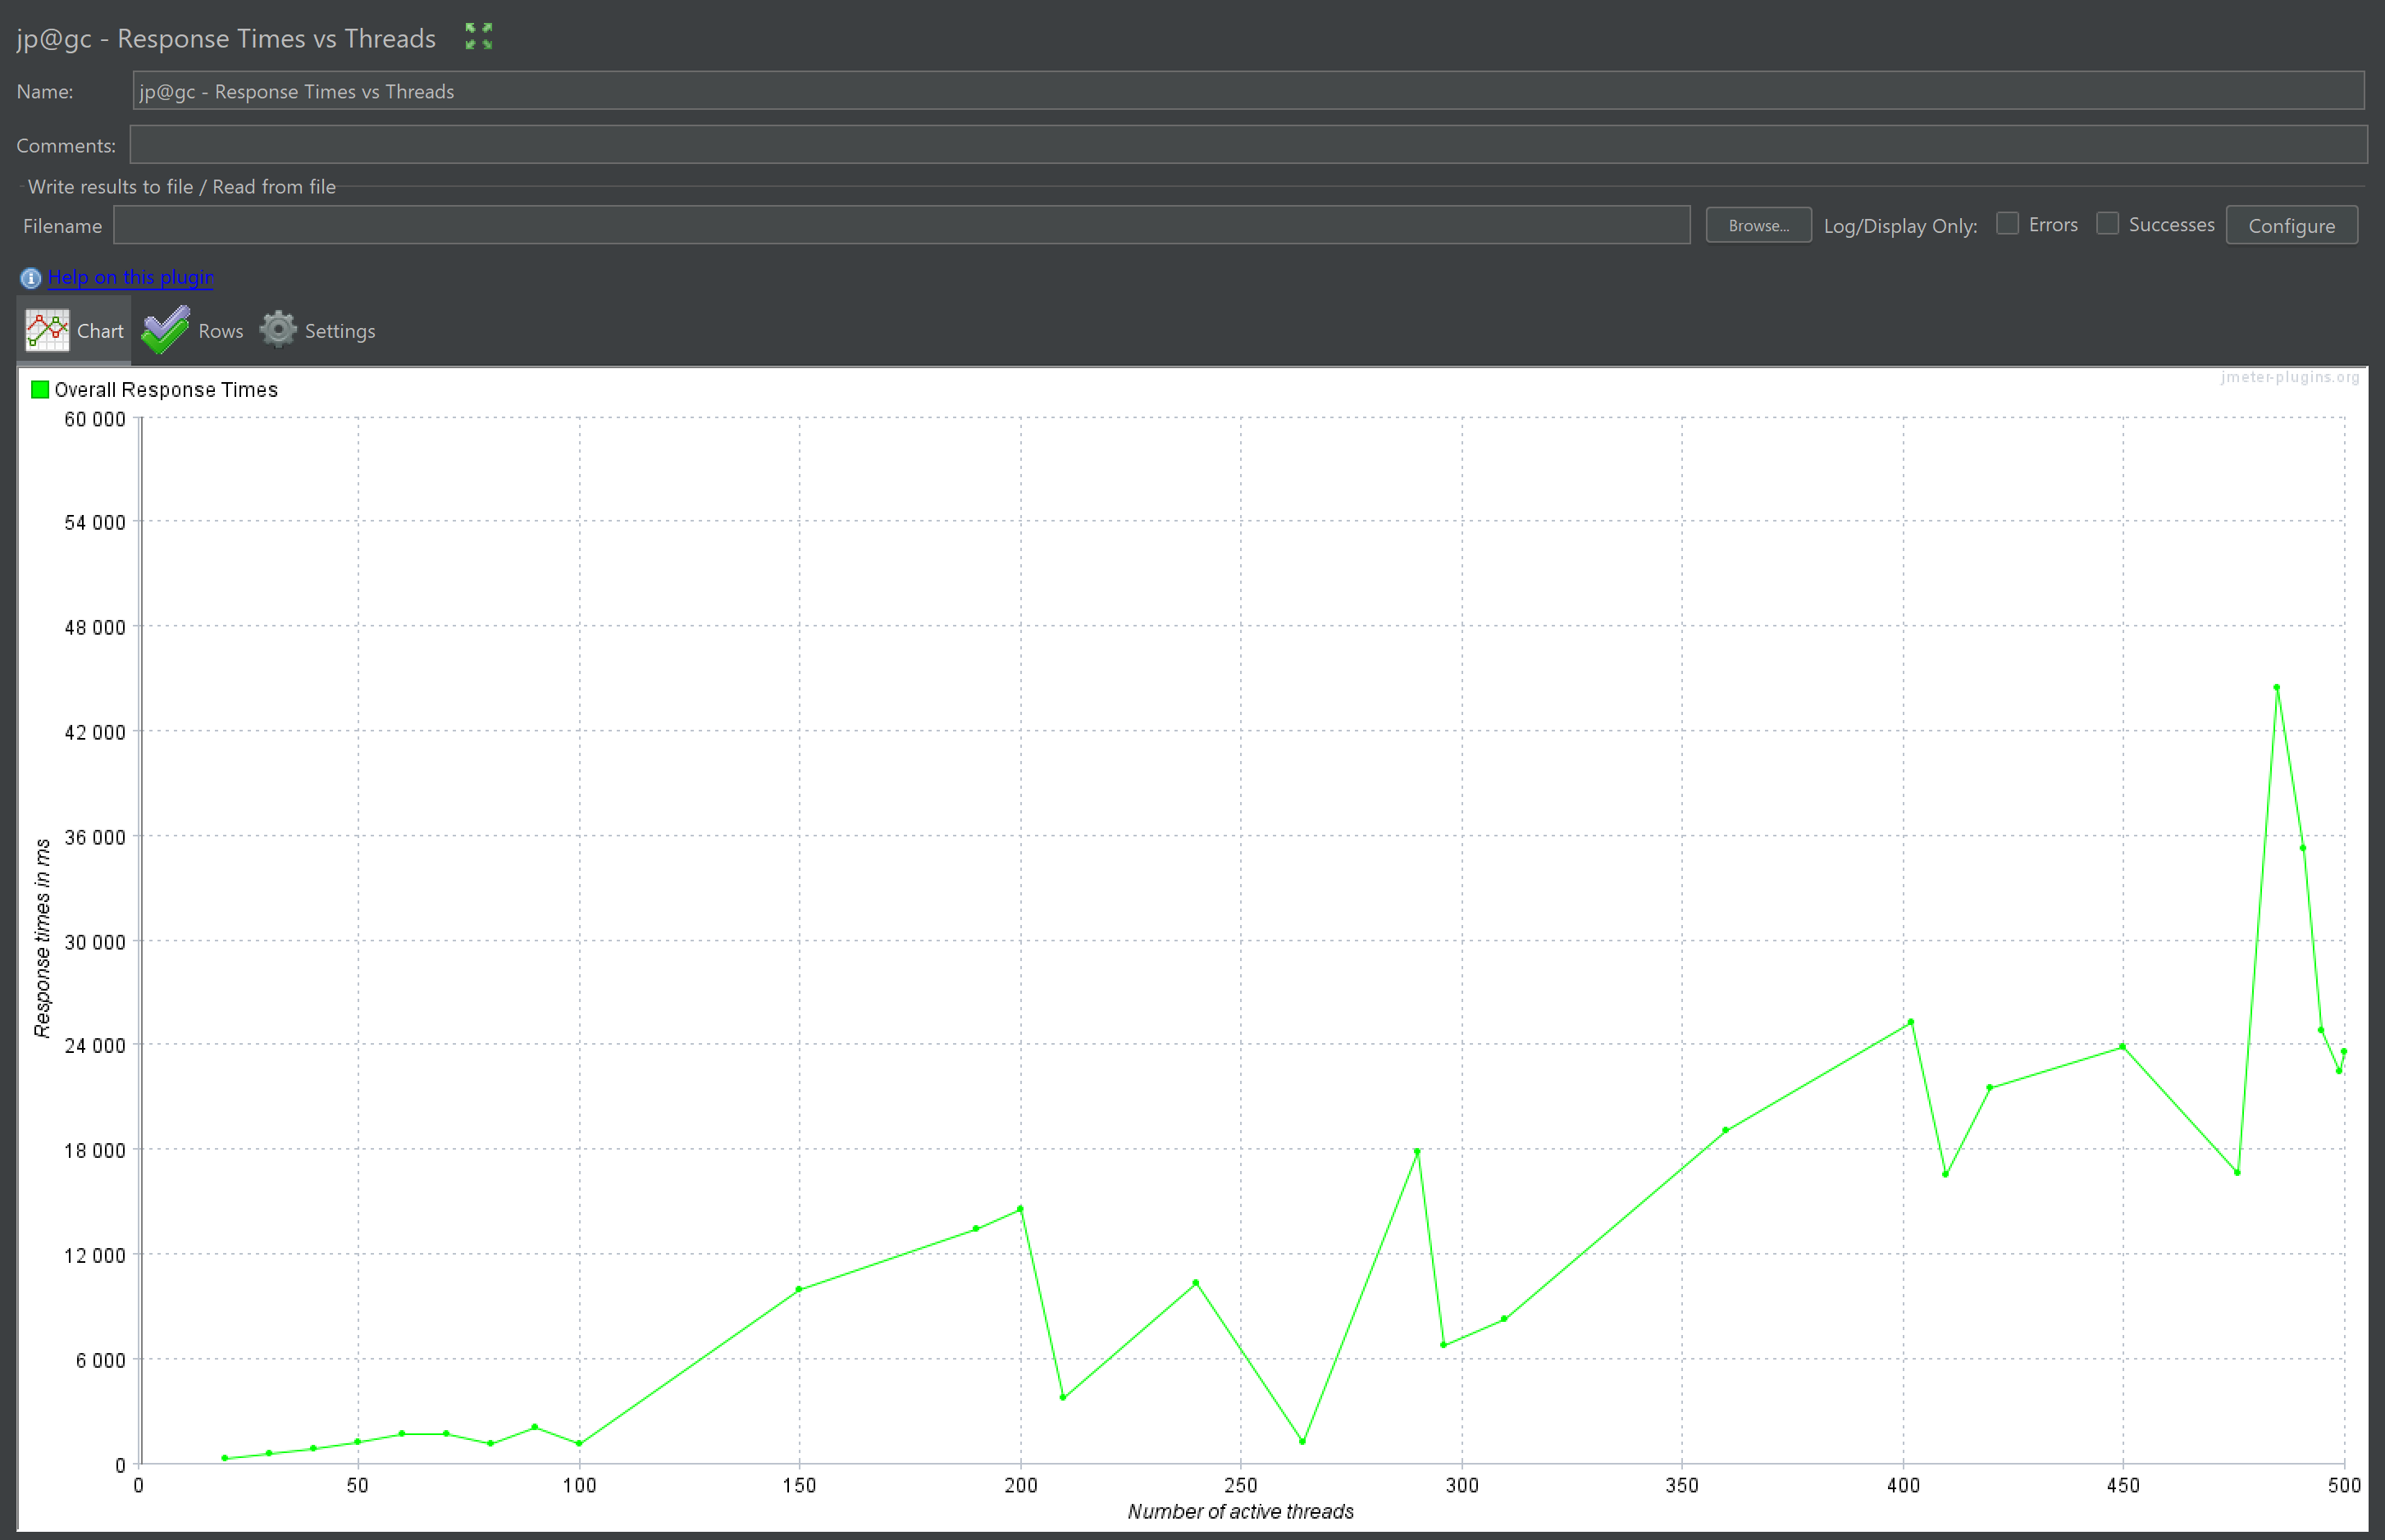 jp@gc - Response Times vs Threads
Name: jp@gc - Response Times vs Threads
Comments:
Write results to file / Read from file
Filename Browse... Log/Display Only: Errors Successes Configure
Help on this plugin
Chart Rows Settings
jmeter-plugins.org
Overall Response Times
60 000
54 000
48 000
42 000
36 000
30 000
24 000
18 000
12 000
6 000
0
Response times in ms
0 50 100 150 200 250 300 350 400 450 500
Number of active threads